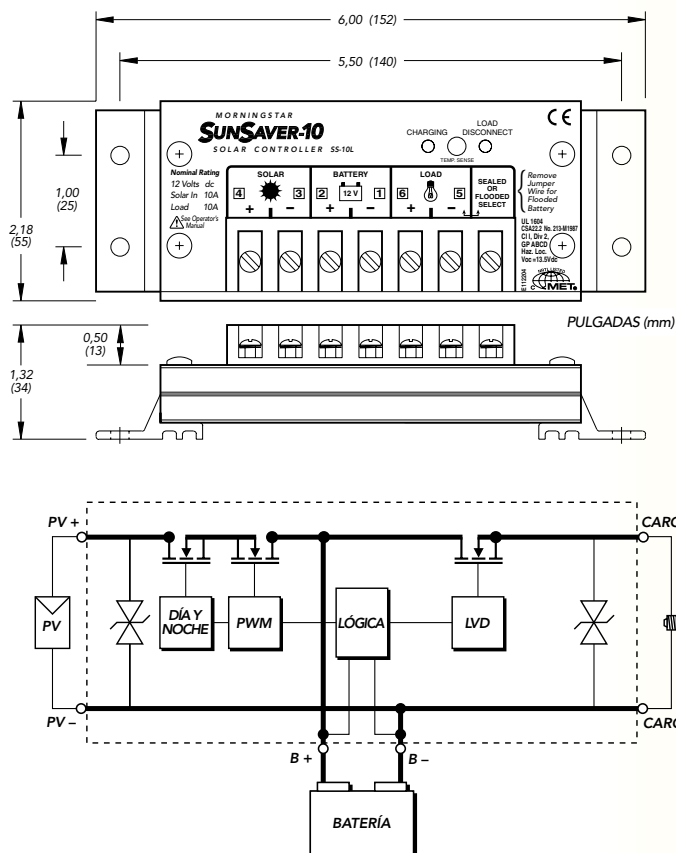 6,00 (152)
5,50 (140)
1,00
(25)
2,18
(55)
MORNINGSTAR
SUNSAVER-10
SOLAR CONTROLLER SS-10L
CHARGING
LOAD
DISCONNECT
TEMP. SENSE
CE
Nominal Rating
12 Volts dc
Solar In 10A
Load 10A
See Operator's
Manual
SOLAR
BATTERY
LOAD
4
3
2
12 V
1
6
5
+ − + − + −
SEALED
OR
FLOODED
SELECT
Remove
Jumper
Wire for
Flooded
Battery
UL 1604
CSA22.2 No. 213-M1987
Cl I, Div 2,
GP ABCD
Haz. Loc.
Voc =13.5Vdc
E112204
NRTL LISTED
C MET®
PULGADAS (mm)
0,50
(13)
1,32
(34)
PV +
CARG
PV
DÍA Y
NOCHE
PWM
LÓGICA
LVD
PV −
CARG
B +
B −
BATERÍA